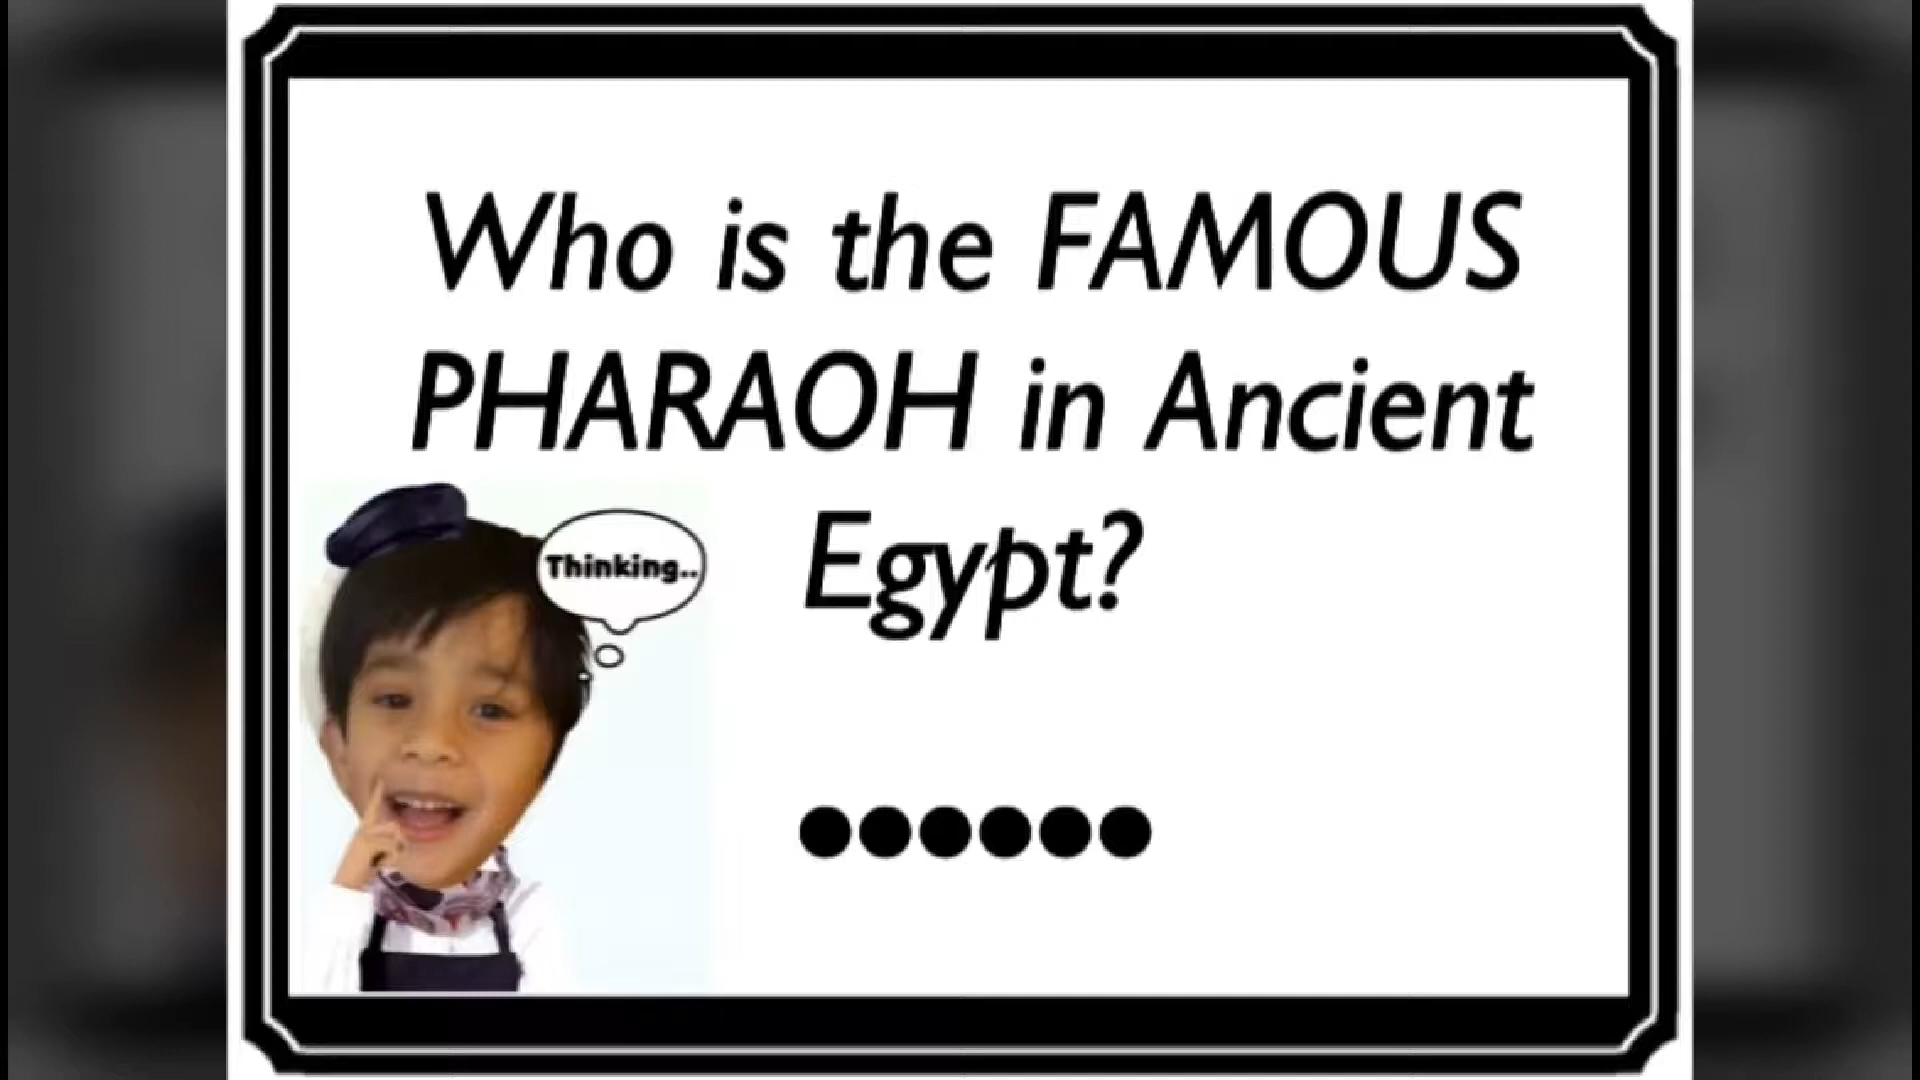 Who is the FAMOUS
PHARAOH in Ancient
Egypt?
Thinking..